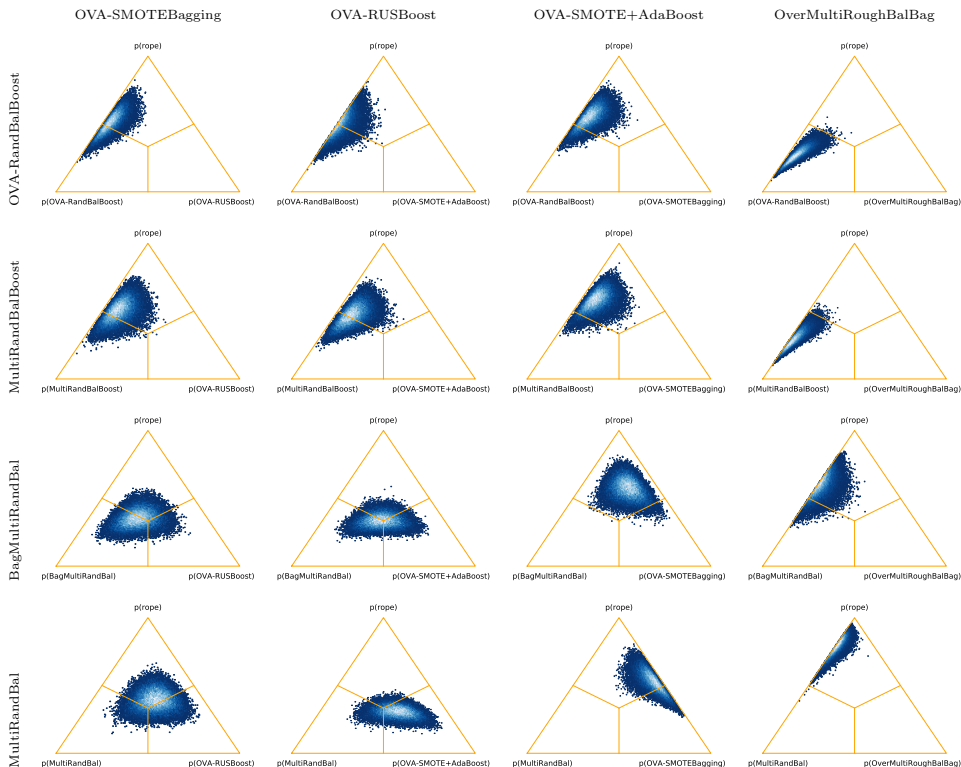 OVA-SMOTEBagging OVA-RUSBoost OVA-SMOTE+AdaBoost OverMultiRoughBalBag
OVA-RandBalBoost
p(rope) p(rope) p(rope) p(rope)
p(OVA-RandBalBoost) p(OVA-RUSBoost) p(OVA-RandBalBoost) p(OVA-SMOTE+AdaBoost) p(OVA-RandBalBoost) p(OVA-SMOTEBagging) p(OVA-RandBalBoost) p(OverMultiRoughBalBag)
MultiRandBalBoost
p(rope) p(rope) p(rope) p(rope)
p(MultiRandBalBoost) p(OVA-RUSBoost) p(MultiRandBalBoost) p(OVA-SMOTE+AdaBoost) p(MultiRandBalBoost) p(OVA-SMOTEBagging) p(MultiRandBalBoost) p(OverMultiRoughBalBag)
BagMultiRandBal
p(rope) p(rope) p(rope) p(rope)
p(BagMultiRandBal) p(OVA-RUSBoost) p(BagMultiRandBal) p(OVA-SMOTE+AdaBoost) p(BagMultiRandBal) p(OVA-SMOTEBagging) p(BagMultiRandBal) p(OverMultiRoughBalBag)
MultiRandBal
p(rope) p(rope) p(rope) p(rope)
p(MultiRandBal) p(OVA-RUSBoost) p(MultiRandBal) p(OVA-SMOTE+AdaBoost) p(MultiRandBal) p(OVA-SMOTEBagging) p(MultiRandBal) p(OverMultiRoughBalBag)